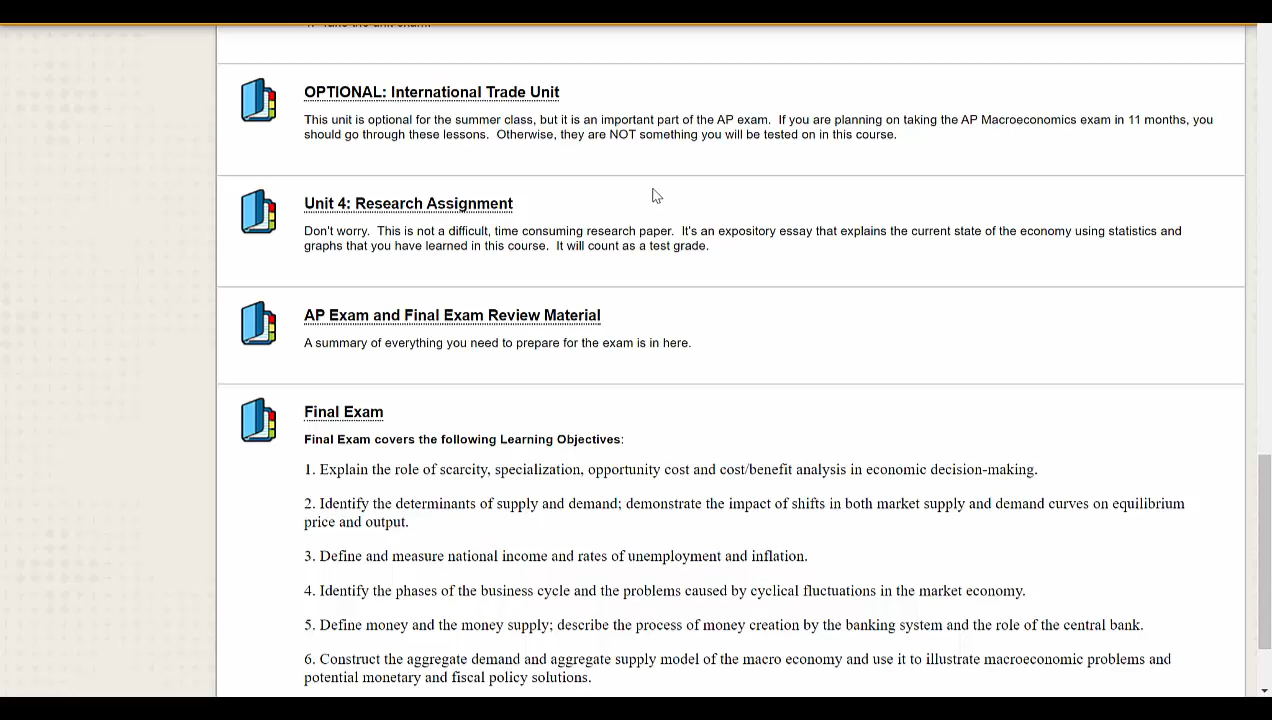 OPTIONAL: International Trade Unit
This unit is optional for the summer class, but it is an important part of the AP exam.  If you are planning on taking the AP Macroeconomics exam in 11 months, you
should go through these lessons.  Otherwise, they are NOT something you will be tested on in this course.
Unit 4: Research Assignment
Don't worry.  This is not a difficult, time consuming research paper.  It's an expository essay that explains the current state of the economy using statistics and
graphs that you have learned in this course.  It will count as a test grade.
AP Exam and Final Exam Review Material
A summary of everything you need to prepare for the exam is in here.
Final Exam
Final Exam covers the following Learning Objectives:
1. Explain the role of scarcity, specialization, opportunity cost and cost/benefit analysis in economic decision-making.
2. Identify the determinants of supply and demand; demonstrate the impact of shifts in both market supply and demand curves on equilibrium
price and output.
3. Define and measure national income and rates of unemployment and inflation.
4. Identify the phases of the business cycle and the problems caused by cyclical fluctuations in the market economy.
5. Define money and the money supply; describe the process of money creation by the banking system and the role of the central bank.
6. Construct the aggregate demand and aggregate supply model of the macro economy and use it to illustrate macroeconomic problems and
potential monetary and fiscal policy solutions.